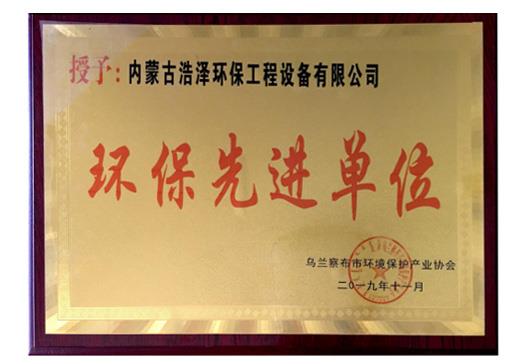 授予：内蒙古浩泽环保工程设备有限公司
环保先进单位
乌兰察布市环境保护产业协会
二〇一九年十一月